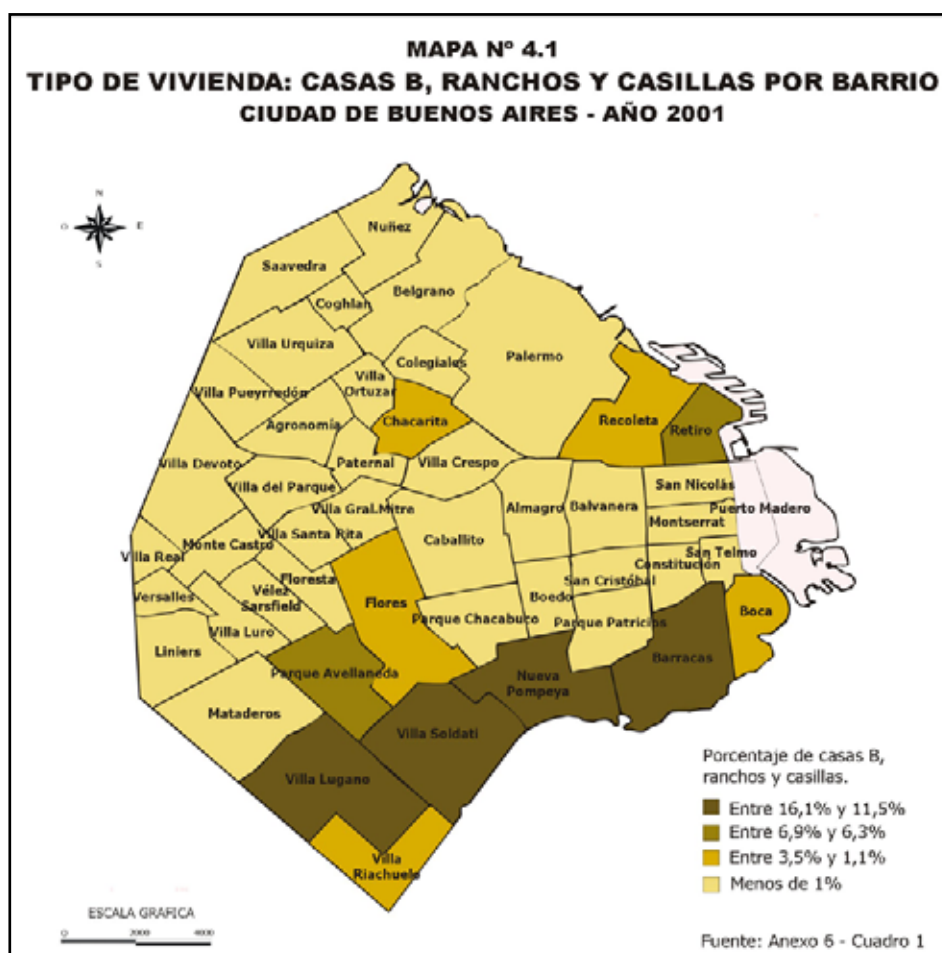 MAPA Nº 4.1
TIPO DE VIVIENDA: CASAS B, RANCHOS Y CASILLAS POR BARRIO
CIUDAD DE BUENOS AIRES - AÑO 2001
N
O
E
S
Nuñez
Saavedra
Coghlan
Belgrano
Villa Urquiza
Colegiales
Palermo
Villa Pueyrredón
Villa
Ortuzar
Chacarita
Recoleta
Retiro
Agronomía
Villa Devoto
Paternal
Villa Crespo
Villa del Parque
San Nicolás
Almagro
Balvanera
Puerto Madero
Villa Gral.Mitre
Montserrat
Villa Santa Rita
Caballito
Monte Castro
San Telmo
Villa Real
Constitución
Floresta
San Cristóbal
Vélez
Sarsfield
Versalles
Flores
Boedo
Boca
Parque Chacabuco
Parque Patricios
Villa Luro
Liniers
Barracas
Parque Avellaneda
Nueva
Pompeya
Mataderos
Villa Soldati
Villa Lugano
Villa
Riachuelo
Porcentaje de casas B,
ranchos y casillas.
Entre 16,1% y 11,5%
Entre 6,9% y 6,3%
Entre 3,5% y 1,1%
Menos de 1%
ESCALA GRAFICA
0 2000 4000
Fuente: Anexo 6 - Cuadro 1